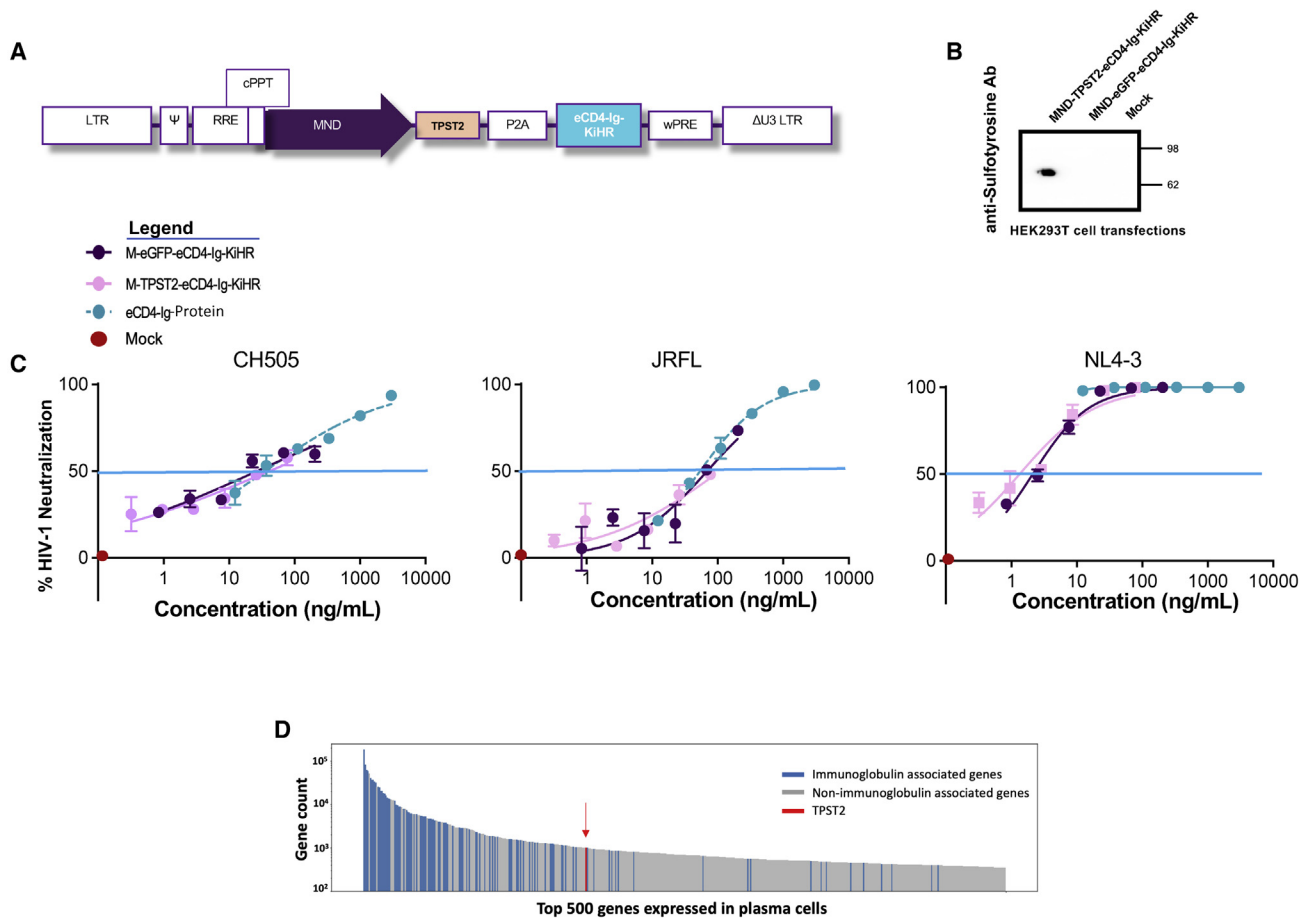 A
cPPT
LTR
Ψ
RRE
MND
TPST2
P2A
eCD4-Ig-
KiHR
wPRE
ΔU3 LTR
B
MND-TPST2-eCD4-Ig-KiHR
MND-eGFP-eCD4-Ig-KiHR
Mock
anti-Sulfotyrosine Ab
98
62
HEK293T cell transfections
Legend
M-eGFP-eCD4-Ig-KiHR
M-TPST2-eCD4-Ig-KiHR
eCD4-Ig-Protein
Mock
C
CH505
% HIV-1 Neutralization
100
50
0
1 10 100 1000 10000
Concentration (ng/mL)
JRFL
100
50
0
1 10 100 1000 10000
Concentration (ng/mL)
NL4-3
100
50
0
1 10 100 1000 10000
Concentration (ng/mL)
D
Gene count
10⁵
10⁴
10³
10²
Immunoglobulin associated genes
Non-immunoglobulin associated genes
TPST2
Top 500 genes expressed in plasma cells